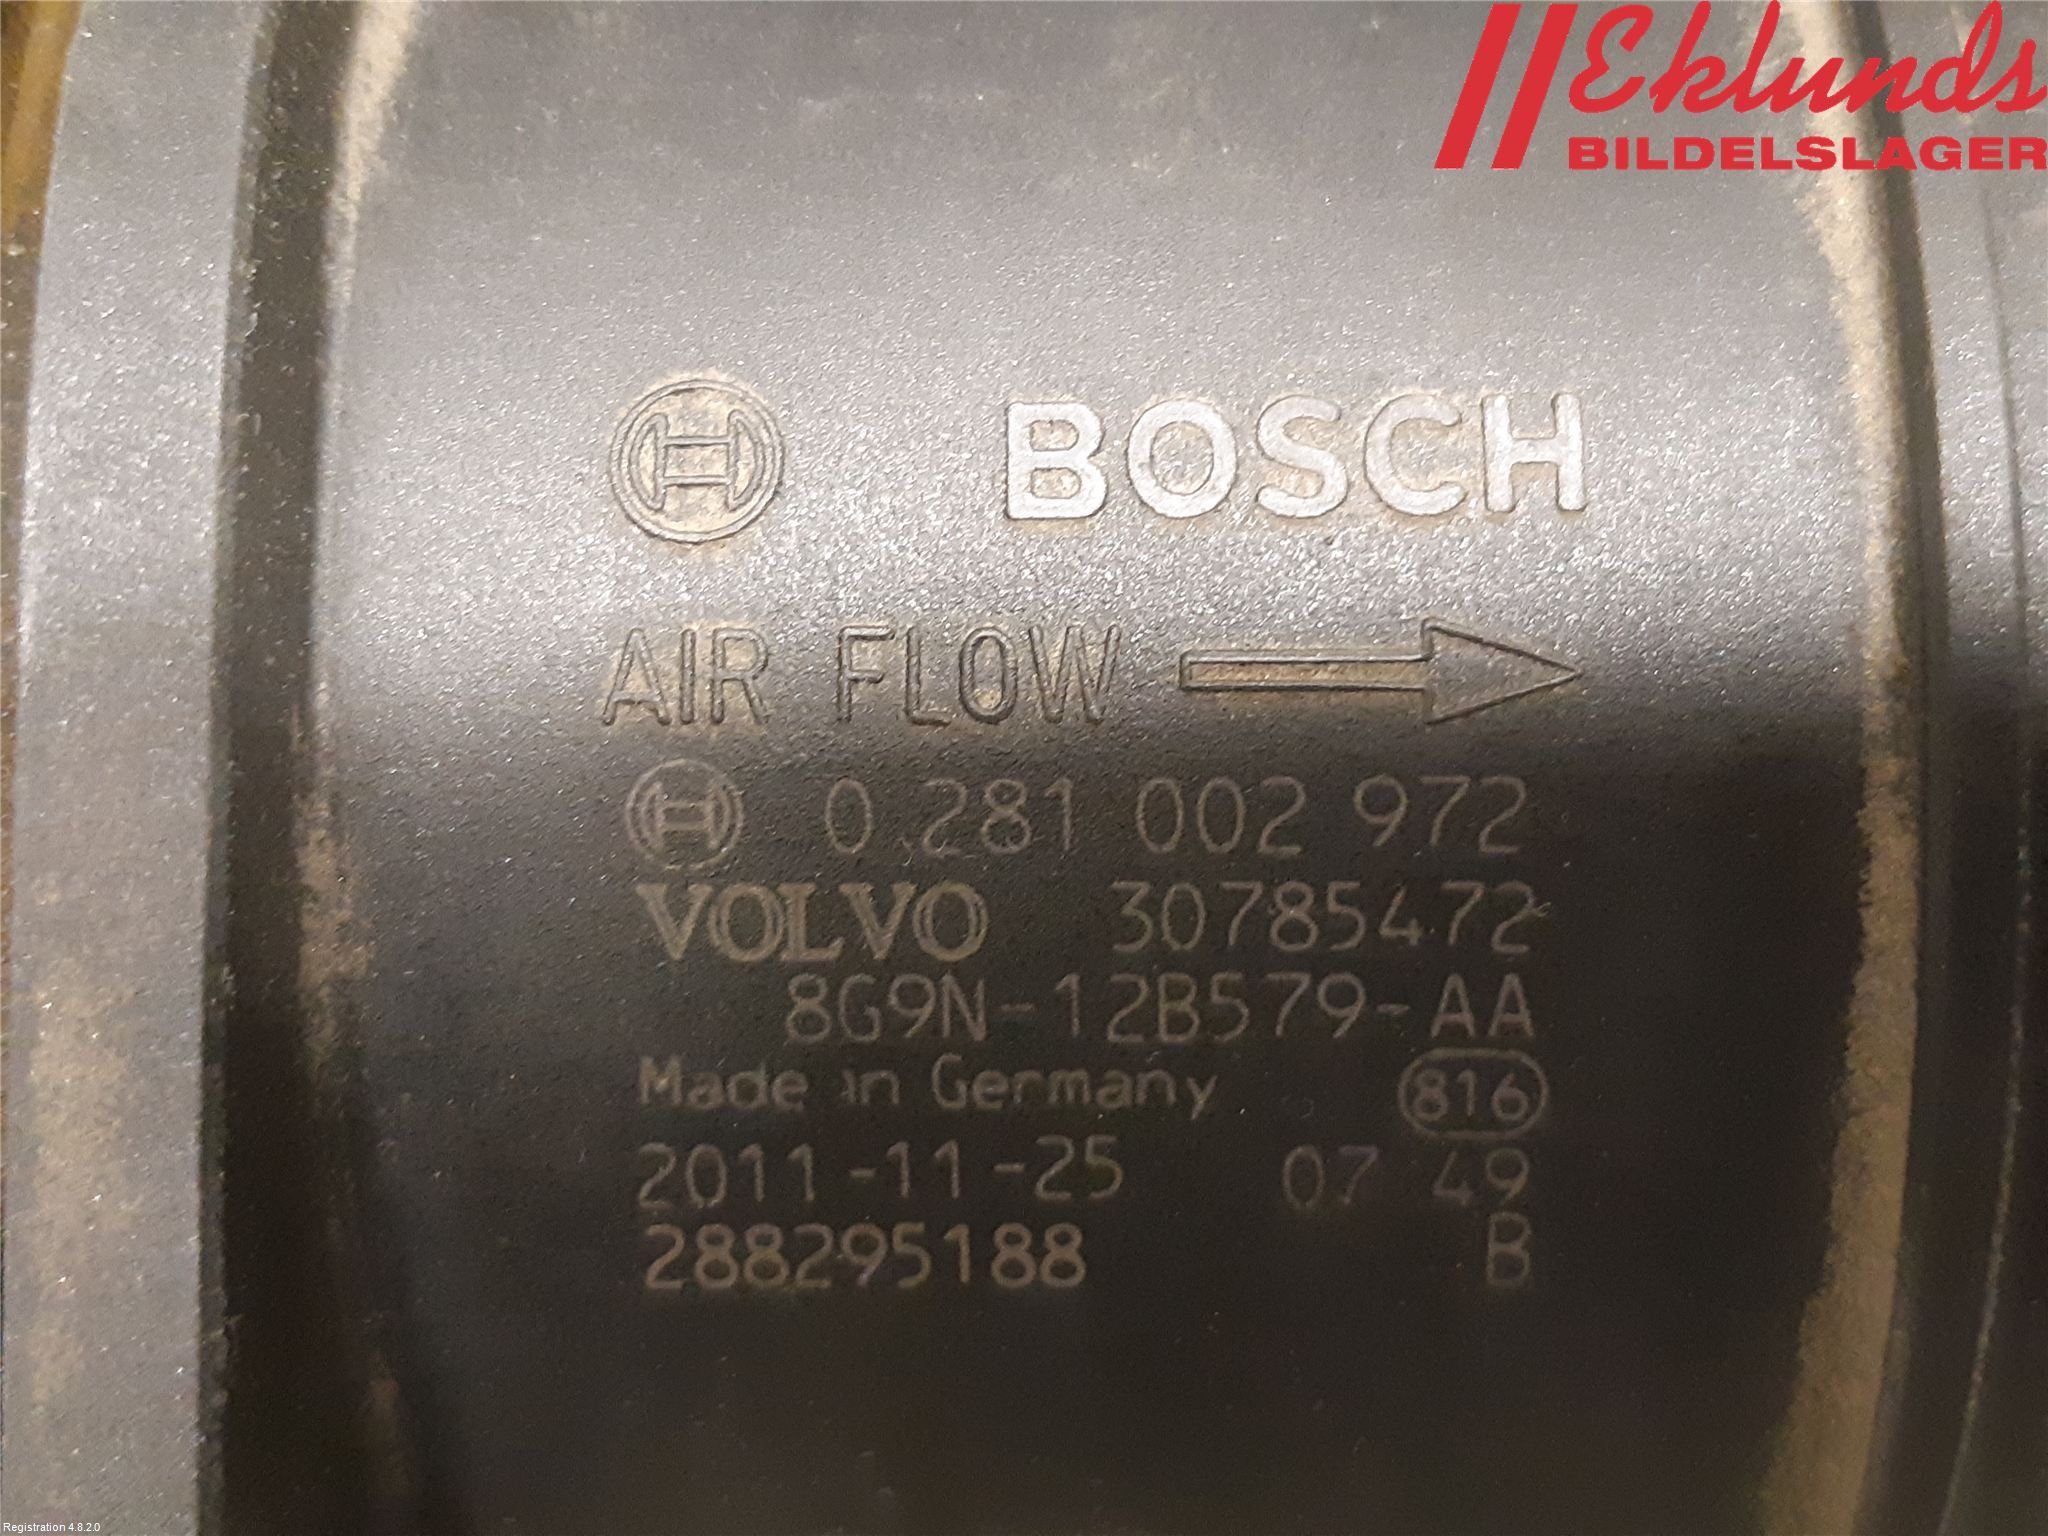 Eklunds
BILDELSLAGER
BOSCH
AIR FLOW
0 281 002 972
VOLVO 30785472
8G9N-12B579-AA
Made in Germany 816
2011-11-25 07 49
288295188 B
Registration 4.8.2.0